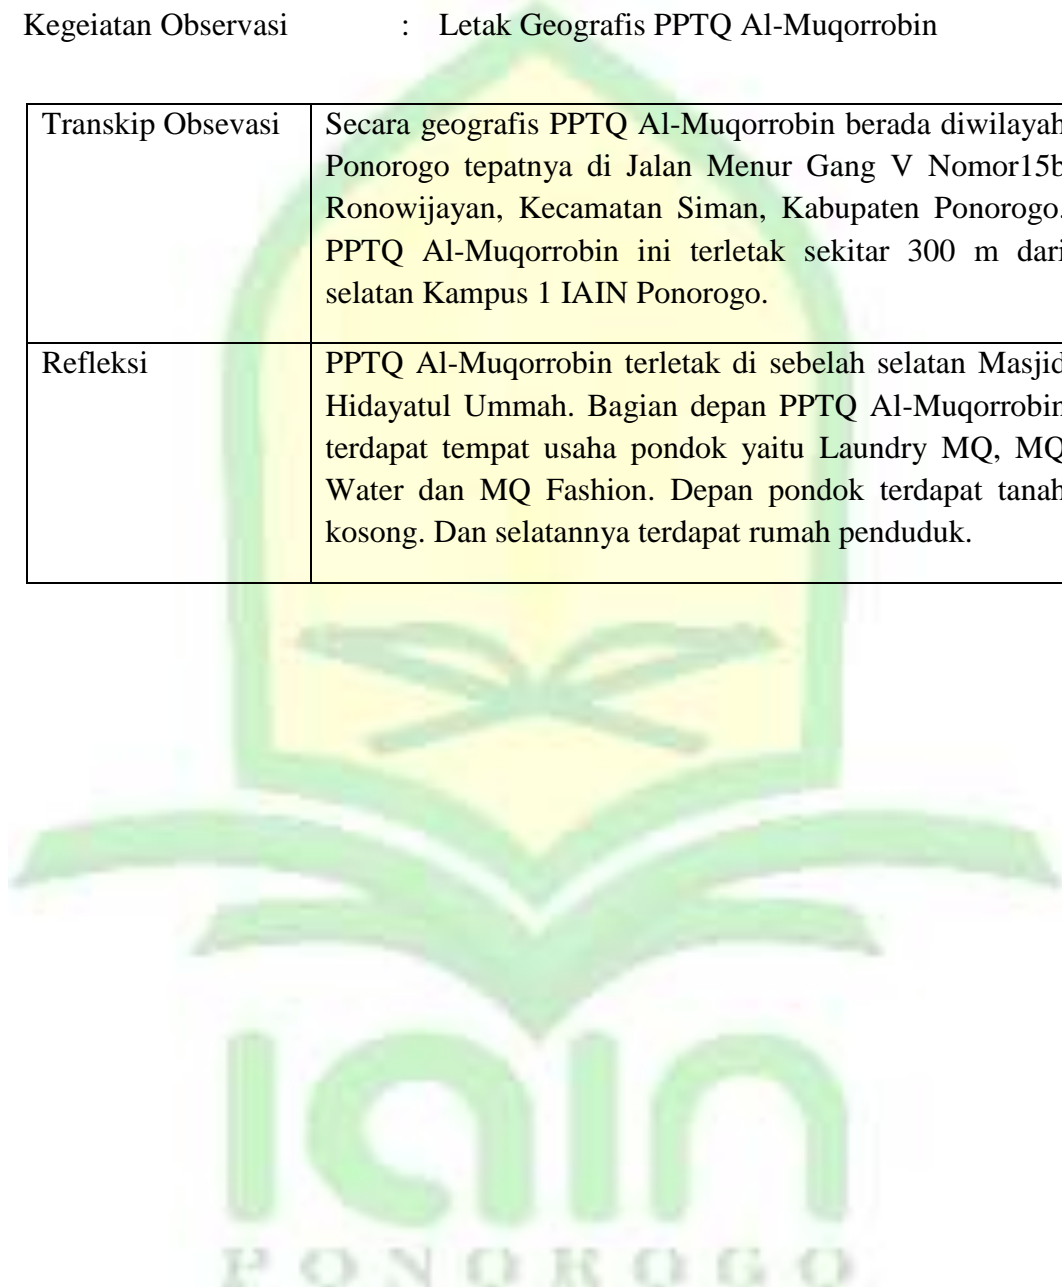 Kegeiatan Observasi : Letak Geografis PPTQ Al-Muqorrobin
Transkip Obsevasi
Secara geografis PPTQ Al-Muqorrobin berada diwilayah
Ponorogo tepatnya di Jalan Menur Gang V Nomor15b
Ronowijayan, Kecamatan Siman, Kabupaten Ponorogo.
PPTQ Al-Muqorrobin ini terletak sekitar 300 m dari
selatan Kampus 1 IAIN Ponorogo.
Refleksi
PPTQ Al-Muqorrobin terletak di sebelah selatan Masjid
Hidayatul Ummah. Bagian depan PPTQ Al-Muqorrobin
terdapat tempat usaha pondok yaitu Laundry MQ, MQ
Water dan MQ Fashion. Depan pondok terdapat tanah
kosong. Dan selatannya terdapat rumah penduduk.
iain
PONOROGO